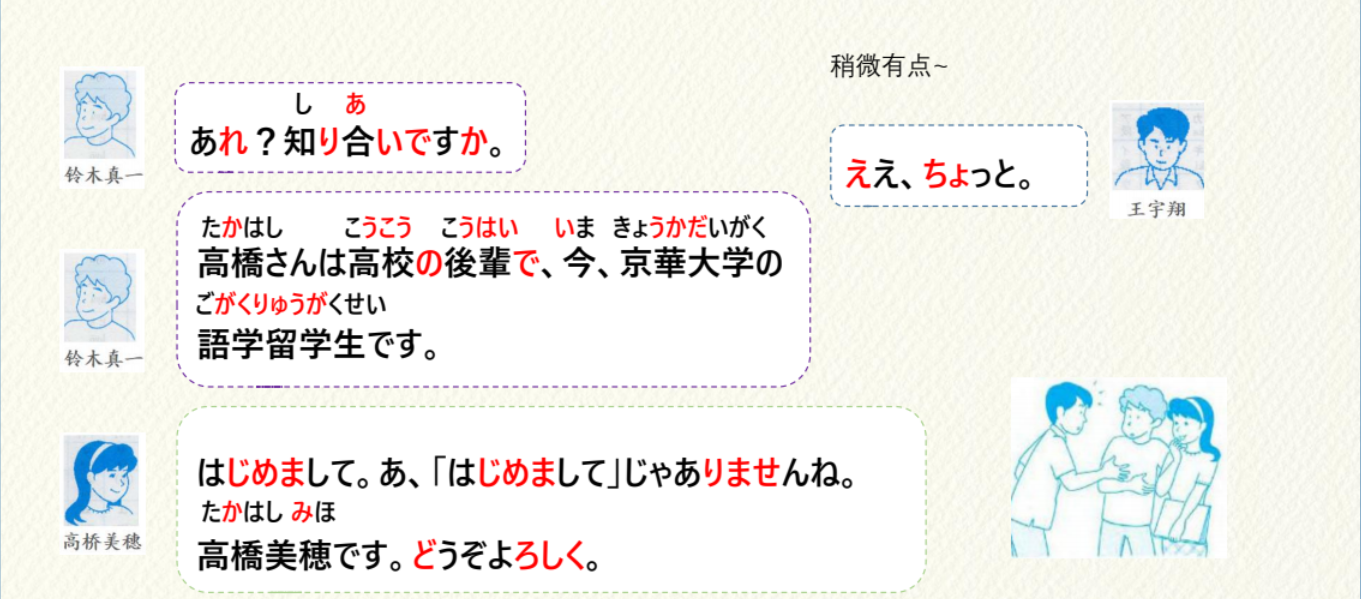 し あ
あれ?知り合いですか。
铃木真一
稍微有点~
ええ、ちょっと。
王宇翔
たかはし こうこう こうはい いま きょうかだいがく
高橋さんは高校の後輩で、今、京華大学の
ごがくりゅうがくせい
語学留学生です。
铃木真一
はじめまして。あ、「はじめまして」じゃありませんね。
たかはし みほ
高橋美穂です。どうぞよろしく。
高桥美穗